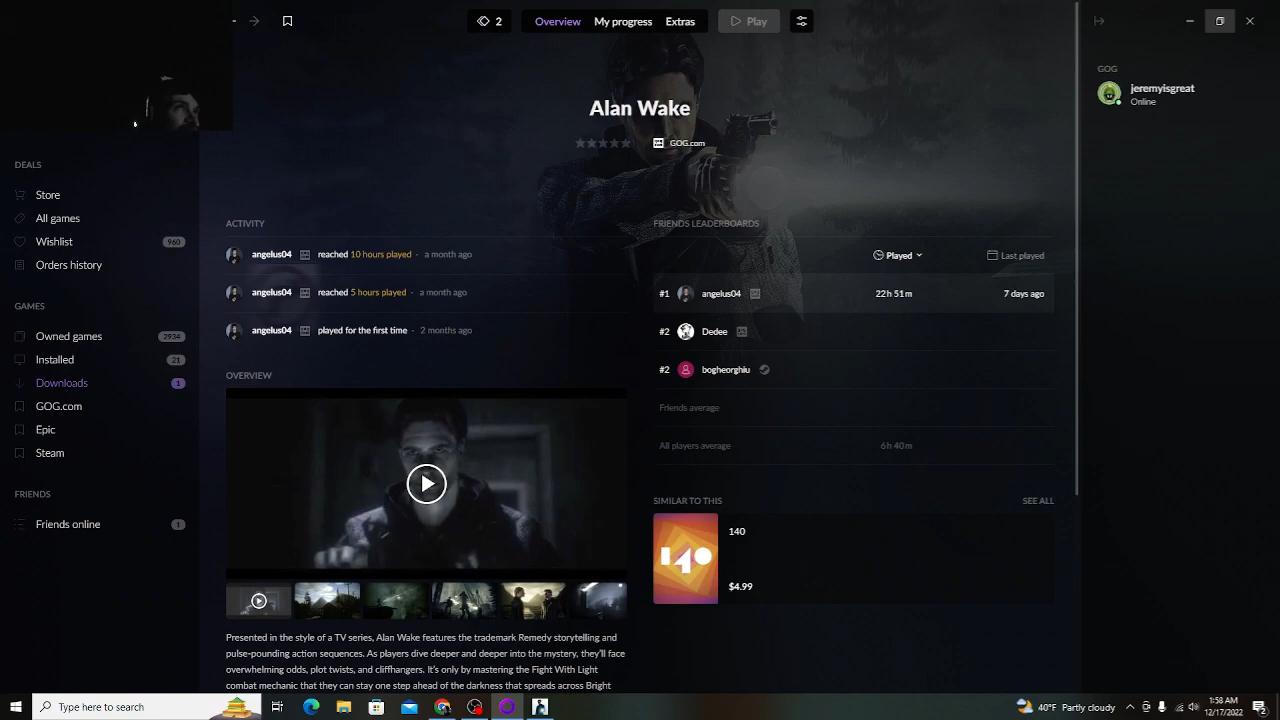 2
Overview
My progress
Extras
Play
GOG
jeremyisgreat
Online
Alan Wake
GOG.com
DEALS
Store
All games
Wishlist 960
Orders history
GAMES
Owned games 2934
Installed 21
Downloads 1
GOG.com
Epic
Steam
FRIENDS
Friends online 1
ACTIVITY
angelus04 reached 10 hours played · a month ago
angelus04 reached 5 hours played · a month ago
angelus04 played for the first time · 2 months ago
OVERVIEW
Presented in the style of a TV series, Alan Wake features the trademark Remedy storytelling and
pulse-pounding action sequences. As players dive deeper and deeper into the mystery, they'll face
overwhelming odds, plot twists, and cliffhangers. It's only by mastering the Fight With Light
combat mechanic that they can stay one step ahead of the darkness that spreads across Bright
FRIENDS LEADERBOARDS
Played Last played
#1 angelus04 22h 51m 7 days ago
#2 Dedee
#2 bogheorghiu
Friends average
All players average 6h 40m
SIMILAR TO THIS SEE ALL
140
140
$4.99
Type here to search
40°F Partly cloudy
1:58 AM
12/17/2022
2